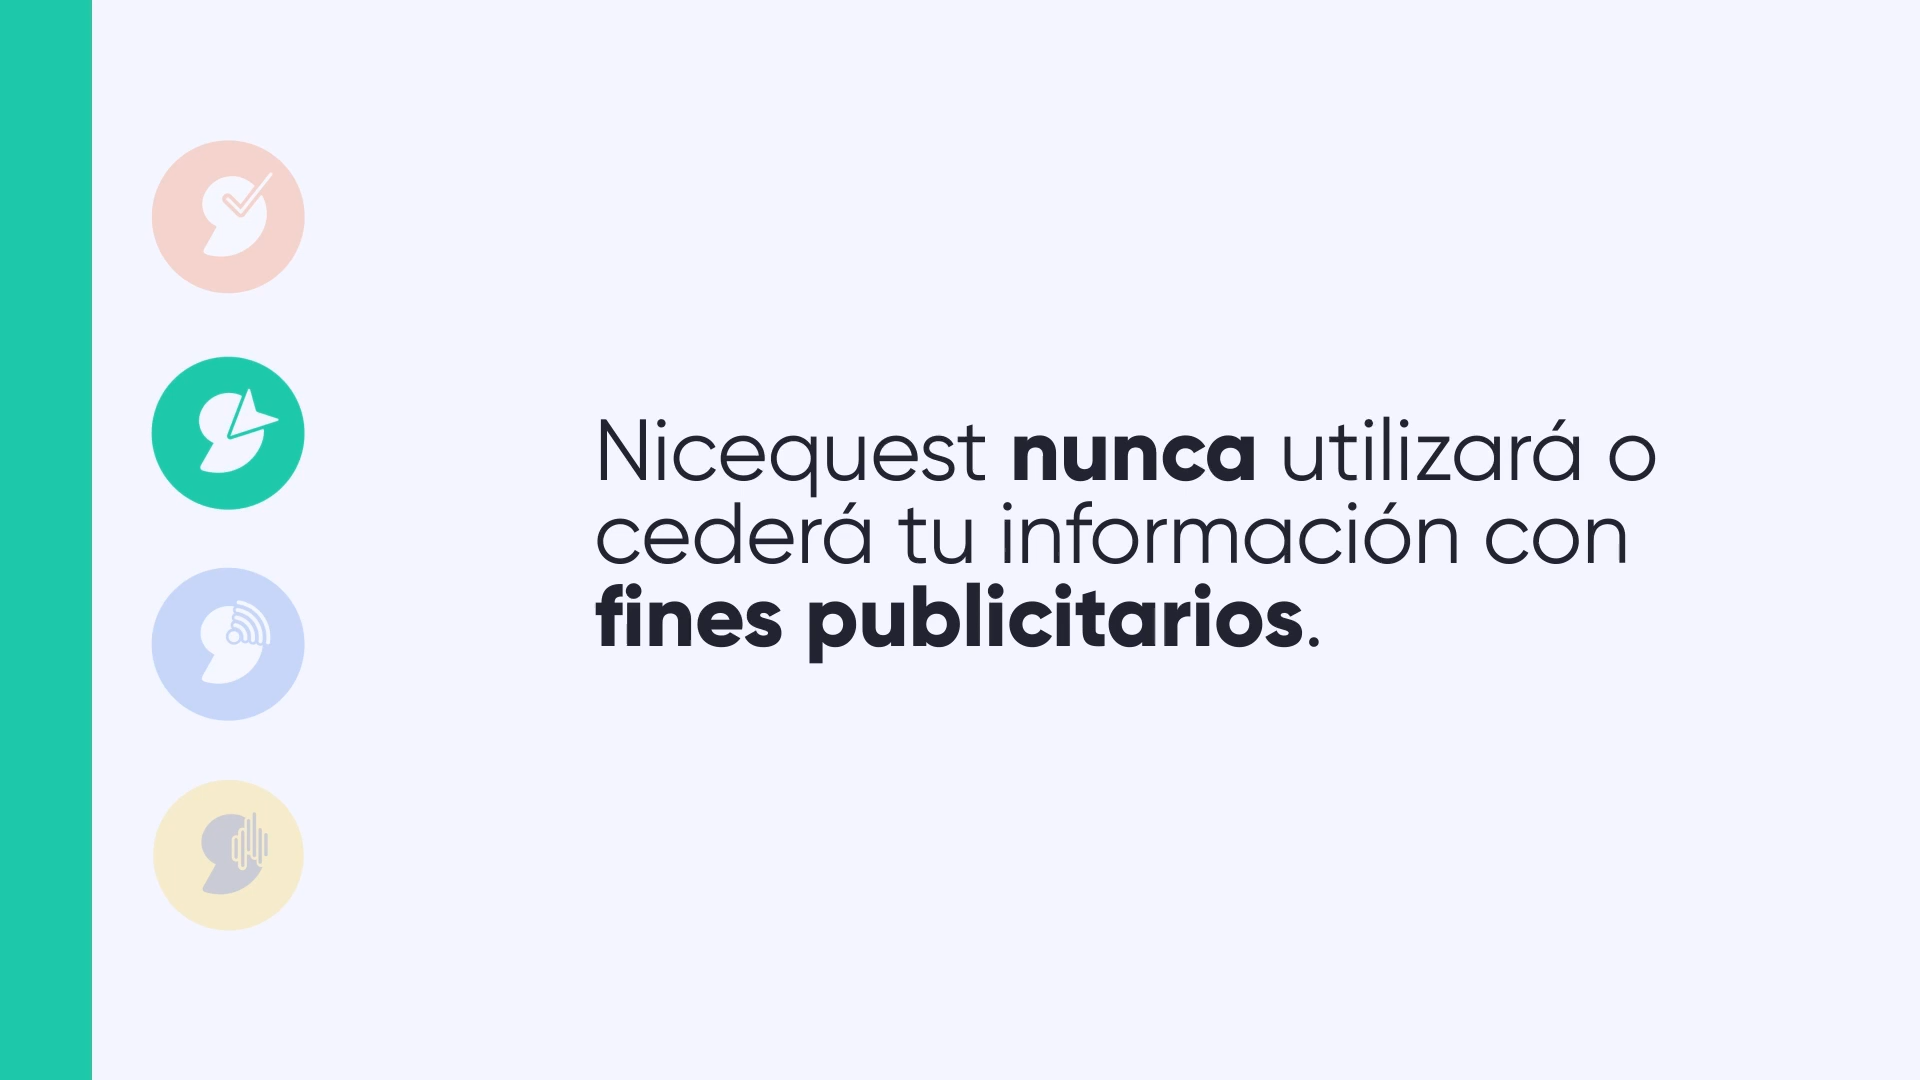 Nicequest nunca utilizará o
cederá tu información con
fines publicitarios.